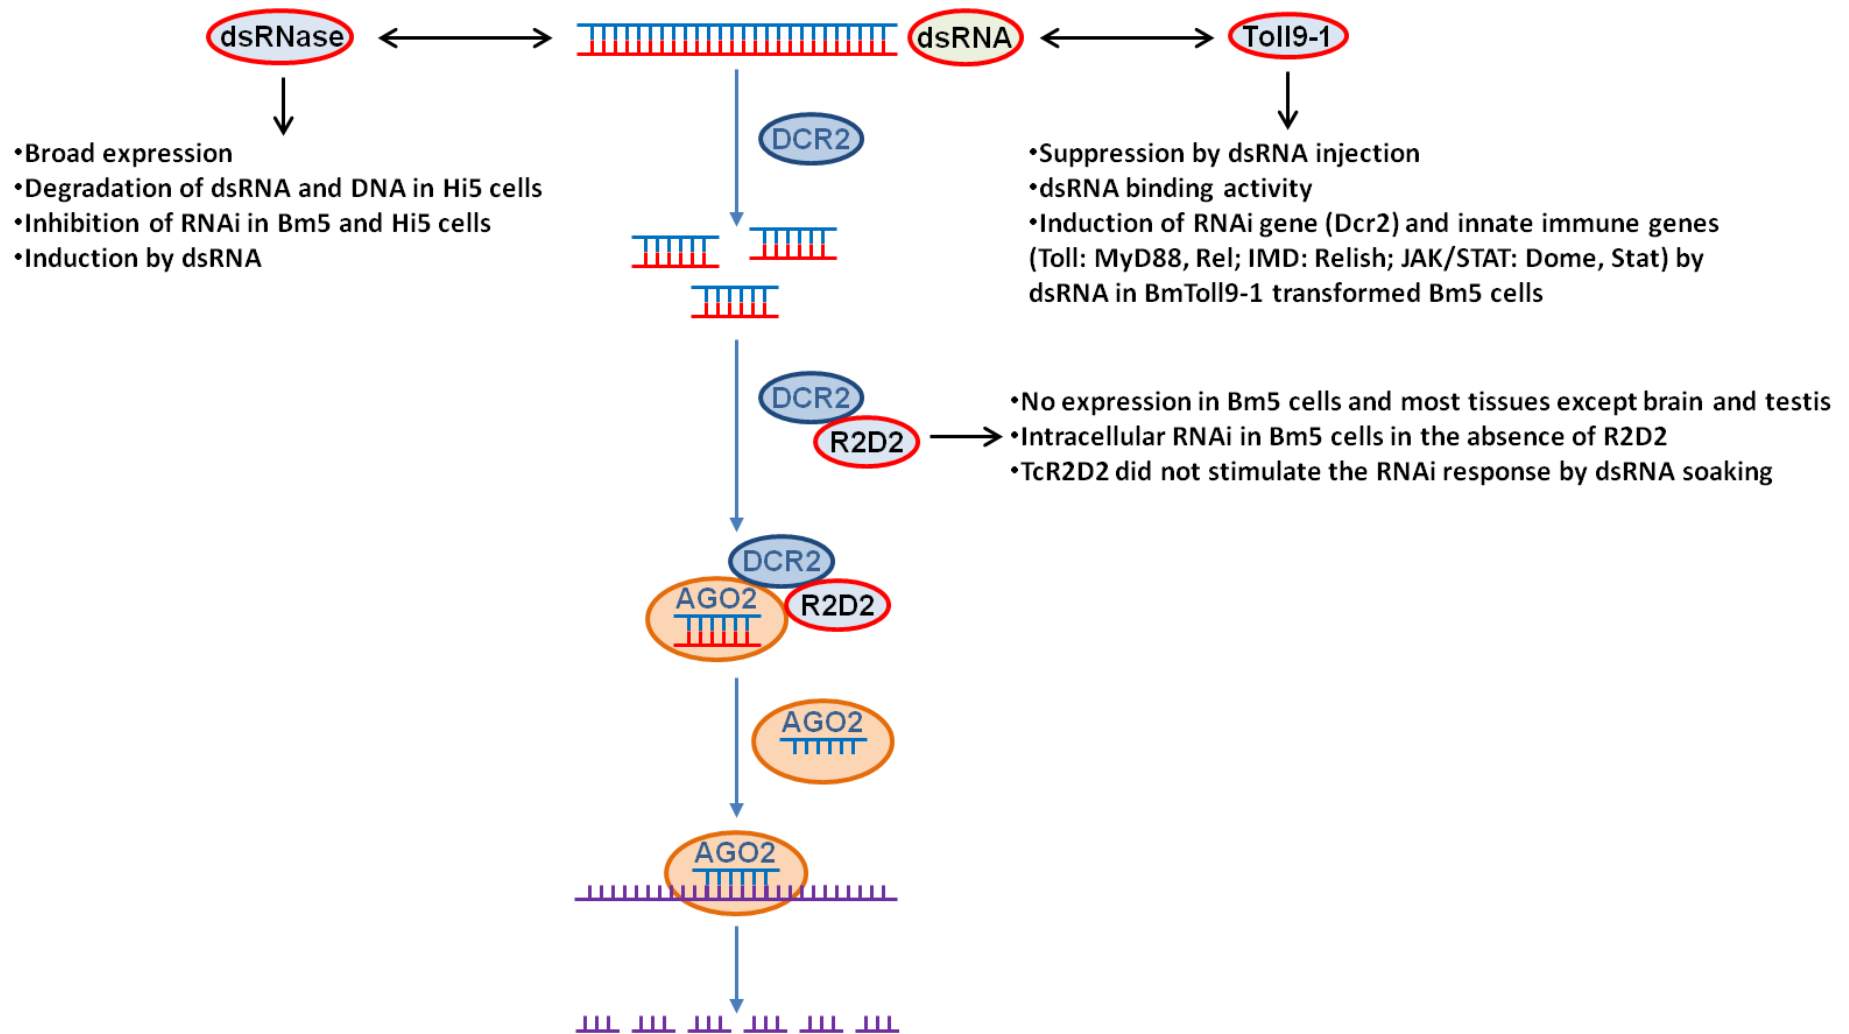 dsRNase
dsRNA
Toll9-1
•Broad expression
•Degradation of dsRNA and DNA in Hi5 cells
•Inhibition of RNAi in Bm5 and Hi5 cells
•Induction by dsRNA
DCR2
•Suppression by dsRNA injection
•dsRNA binding activity
•Induction of RNAi gene (Dcr2) and innate immune genes
(Toll: MyD88, Rel; IMD: Relish; JAK/STAT: Dome, Stat) by
dsRNA in BmToll9-1 transformed Bm5 cells
DCR2
R2D2
•No expression in Bm5 cells and most tissues except brain and testis
•Intracellular RNAi in Bm5 cells in the absence of R2D2
•TcR2D2 did not stimulate the RNAi response by dsRNA soaking
DCR2
AGO2
R2D2
AGO2
AGO2